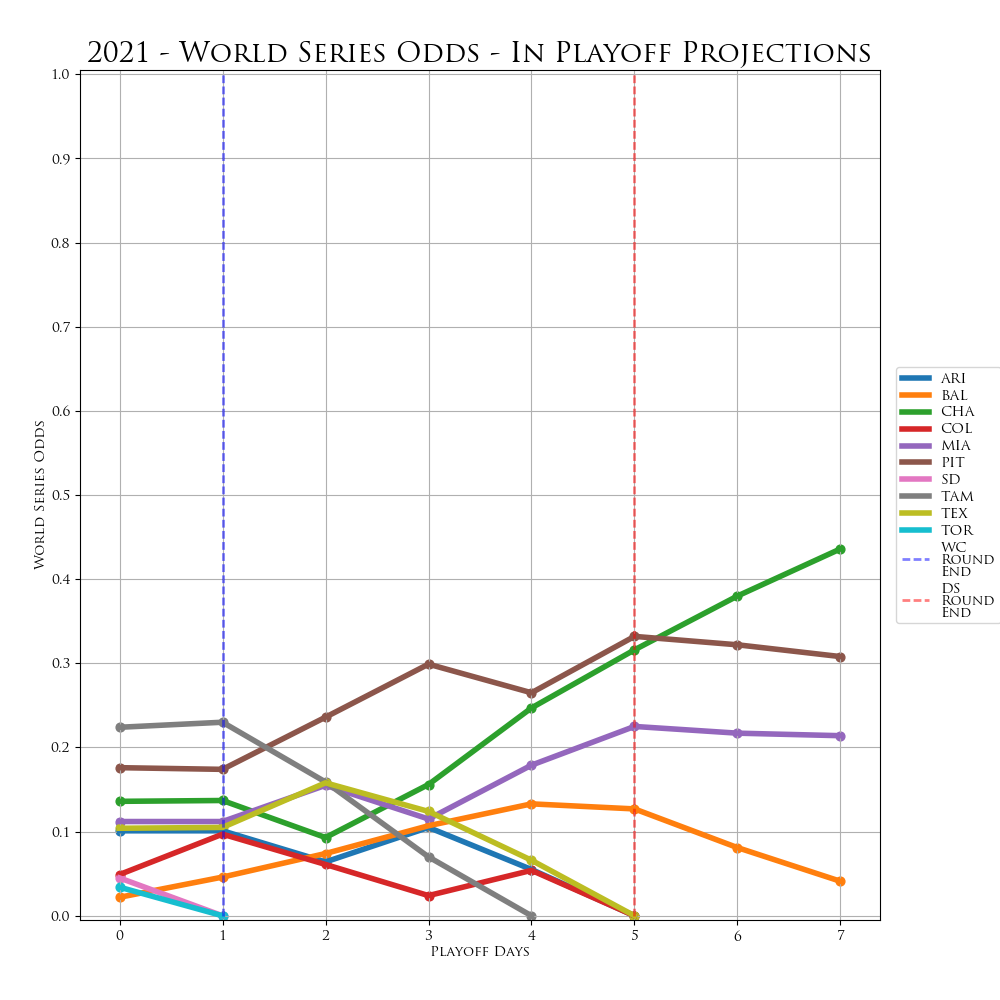 2021 - World Series Odds - In Playoff Projections
1.0
0.9
0.8
0.7
0.6
0.5
0.4
0.3
0.2
0.1
0.0
World Series Odds
0 1 2 3 4 5 6 7
Playoff Days
ARI
BAL
CHA
COL
MIA
PIT
SD
TAM
TEX
TOR
WC
Round
End
DS
Round
End